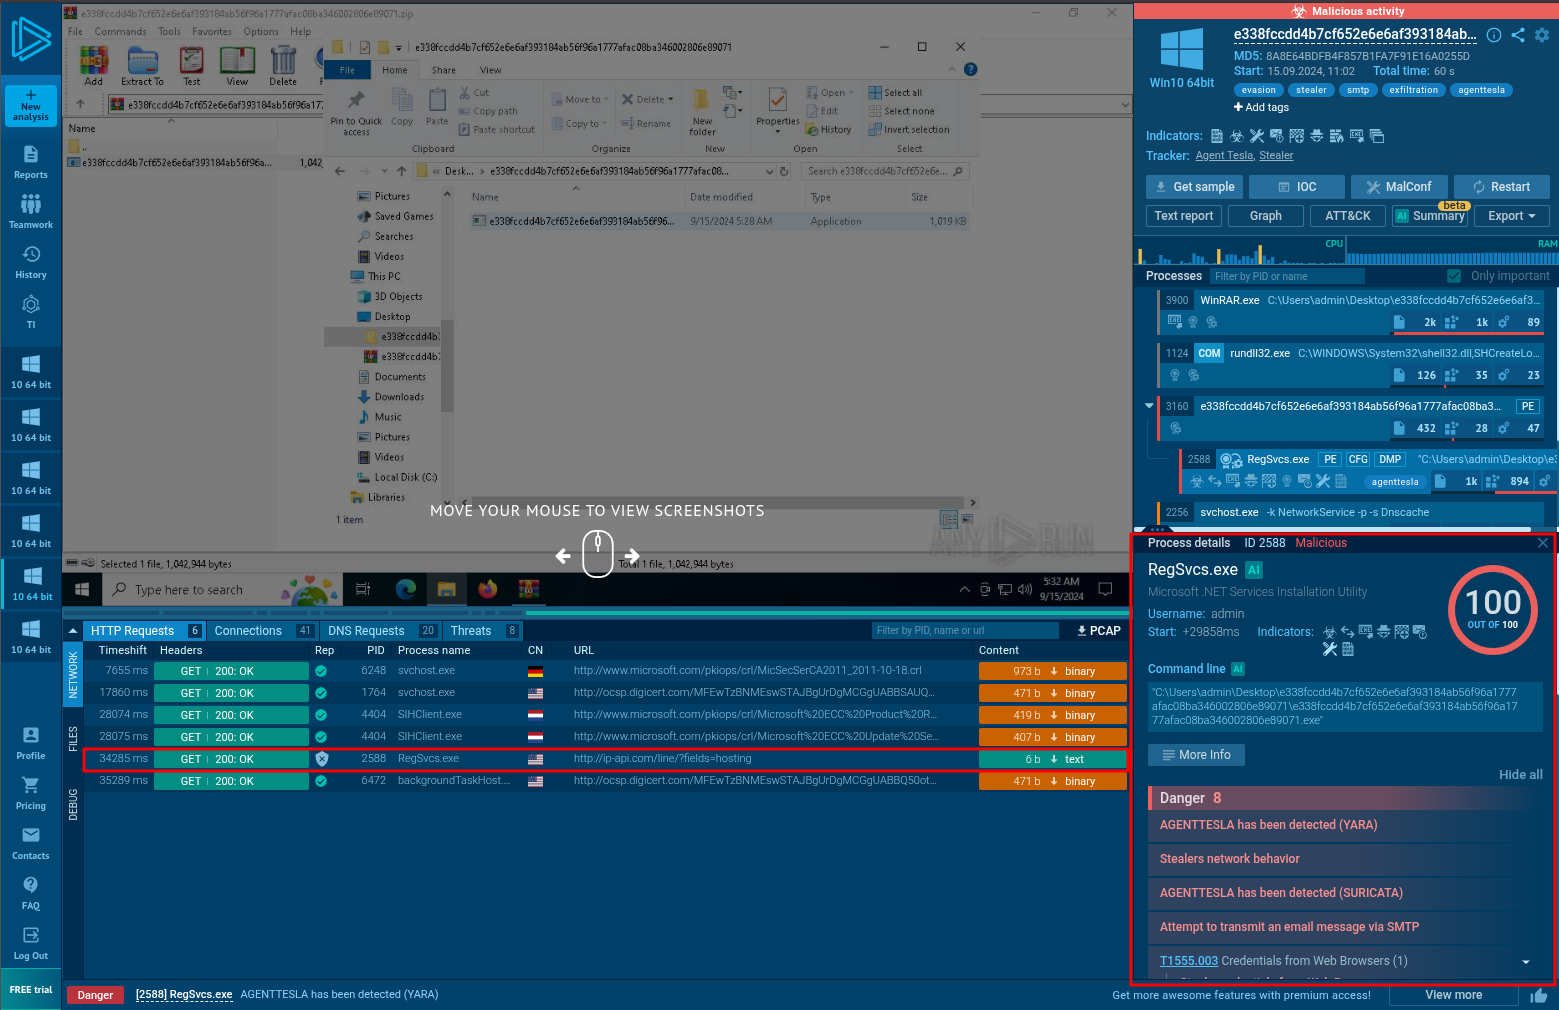 e338fccdd4b7cf652e6e6af393184ab56f96a1777afac08ba346002806e89071.zip
File Commands Tools Favorites Options Help
Add Extract To Test View Delete
Name
..
e338fccdd4b7cf652e6e6af393184ab56f96a... 1,042
e338fccdd4b7cf652e6e6af393184ab56f96a1777afac08ba346002806e89071
File Home Share View
Pin to Quick access Copy Paste Cut Copy path Paste shortcut
Clipboard
Move to Copy to Delete Rename
Organize
New folder
New
Properties Open Edit History
Open
Select all Select none Invert selection
Select
Desk... e338fccdd4b7cf652e6e6af393184ab56f96a1777afac08... Search e338fccdd4b7cf652e6e...
Name Date modified Type Size
e338fccdd4b7cf652e6e6af393184ab56f96... 9/15/2024 5:28 AM Application 1,019 KB
Pictures
Saved Games
Searches
Videos
This PC
3D Objects
Desktop
e338fccdd4b
e338fccdd4b
Documents
Downloads
Music
Pictures
Videos
Local Disk (C:)
Libraries
1 item
MOVE YOUR MOUSE TO VIEW SCREENSHOTS
ANY RUN
Selected 1 file, 1,042,944 bytes Total 1 file, 1,042,944 bytes
Type here to search
5:32 AM
9/15/2024
New analysis
Reports
Teamwork
History
TI
10 64 bit
10 64 bit
10 64 bit
10 64 bit
10 64 bit
10 64 bit
Profile
Pricing
Contacts
FAQ
Log Out
FREE trial
HTTP Requests 6 Connections 41 DNS Requests 20 Threats 8 Filter by PID, name or url PCAP
NETWORK
FILES
DEBUG
Timeshift Headers Rep PID Process name CN URL Content
7655 ms GET 200: OK 6248 svchost.exe http://www.microsoft.com/pkiops/crl/MicSecSerCA2011_2011-10-18.crl 973 b binary
17860 ms GET 200: OK 1764 svchost.exe http://ocsp.digicert.com/MFEwTzBNMEswSTAJBgUrDgMCGgUABBSAUQ... 471 b binary
28074 ms GET 200: OK 4404 SIHClient.exe http://www.microsoft.com/pkiops/crl/Microsoft%20ECC%20Product%20R... 419 b binary
28075 ms GET 200: OK 4404 SIHClient.exe http://www.microsoft.com/pkiops/crl/Microsoft%20ECC%20Update%20Se... 407 b binary
34285 ms GET 200: OK 2588 RegSvcs.exe http://ip-api.com/line/?fields=hosting 6 b text
35289 ms GET 200: OK 6472 backgroundTaskHost.... http://ocsp.digicert.com/MFEwTzBNMEswSTAJBgUrDgMCGgUABBQ50ot... 471 b binary
Danger [2588] RegSvcs.exe AGENTTESLA has been detected (YARA)
Get more awesome features with premium access! View more
Malicious activity
Win10 64bit
e338fccdd4b7cf652e6e6af393184ab...
MD5: 8A8E64BDFB4F857B1FA7F91E16A0255D
Start: 15.09.2024, 11:02 Total time: 60 s
evasion stealer smtp exfiltration agenttesla
Add tags
Indicators:
Tracker: Agent Tesla, Stealer
Get sample IOC MalConf Restart
Text report Graph ATT&CK AI Summary beta Export
CPU RAM
Processes Filter by PID or name Only important
3900 WinRAR.exe C:\Users\admin\Desktop\e338fccdd4b7cf652e6e6af3...
2k 1k 89
1124 COM rundll32.exe C:\WINDOWS\System32\shell32.dll,SHCreateLo...
126 35 23
3160 e338fccdd4b7cf652e6e6af393184ab56f96a1777afac08ba3... PE
432 28 47
2588 RegSvcs.exe PE CFG DMP "C:\Users\admin\Desktop\e3
agenttesla 1k 894
2256 svchost.exe -k NetworkService -p -s Dnscache
Process details ID 2588 Malicious
RegSvcs.exe AI
Microsoft .NET Services Installation Utility
Username: admin
Start: +29858ms Indicators:
100
OUT OF 100
Command line AI
"C:\Users\admin\Desktop\e338fccdd4b7cf652e6e6af393184ab56f96a1777
afac08ba346002806e89071\e338fccdd4b7cf652e6e6af393184ab56f96a17
77afac08ba346002806e89071.exe"
More Info
Hide all
Danger 8
AGENTTESLA has been detected (YARA)
Stealers network behavior
AGENTTESLA has been detected (SURICATA)
Attempt to transmit an email message via SMTP
T1555.003 Credentials from Web Browsers (1)